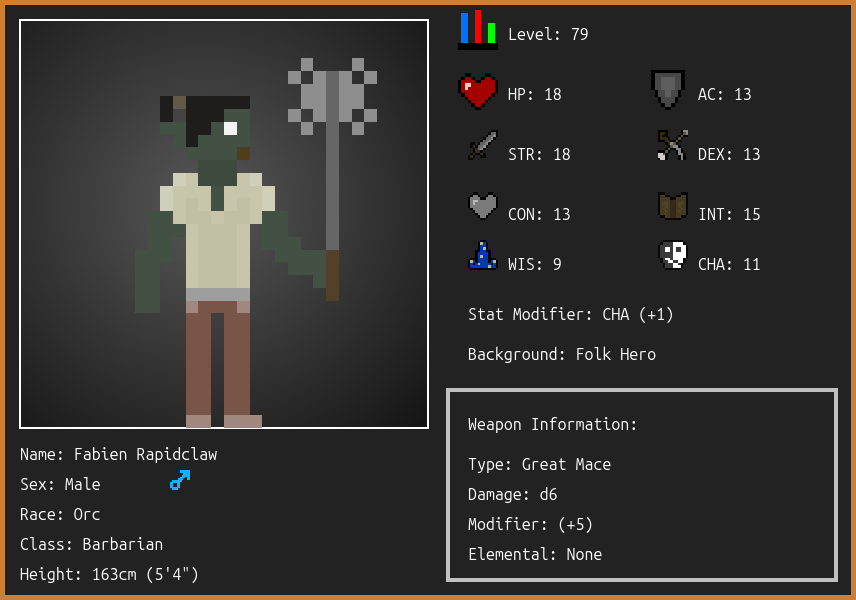 Level: 79
HP: 18
AC: 13
STR: 18
DEX: 13
CON: 13
INT: 15
WIS: 9
CHA: 11
Stat Modifier: CHA (+1)
Background: Folk Hero
Weapon Information:
Type: Great Mace
Damage: d6
Modifier: (+5)
Elemental: None
Name: Fabien Rapidclaw
Sex: Male
Race: Orc
Class: Barbarian
Height: 163cm (5'4")